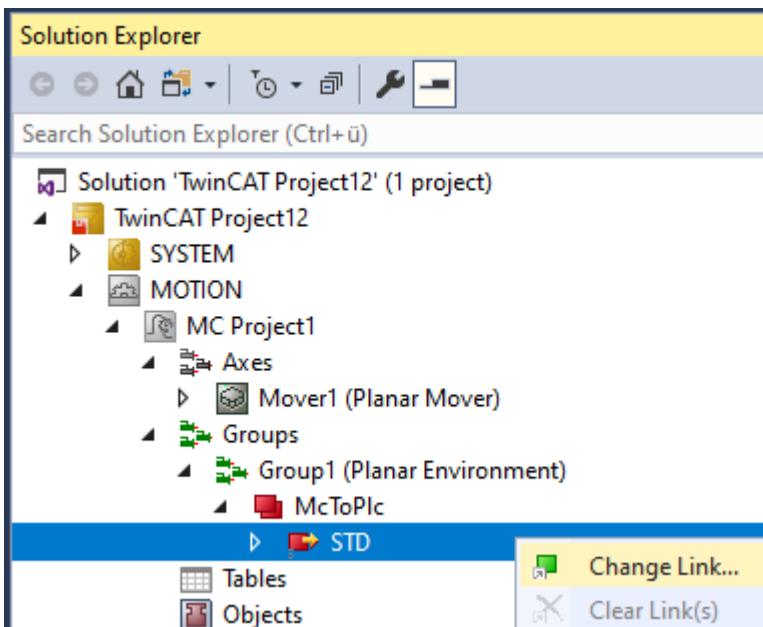 Solution Explorer
Search Solution Explorer (Ctrl+ü)
Solution 'TwinCAT Project12' (1 project)
TwinCAT Project12
SYSTEM
MOTION
MC Project1
Axes
Mover1 (Planar Mover)
Groups
Group1 (Planar Environment)
McToPlc
STD
Change Link...
Tables
Clear Link(s)
Objects